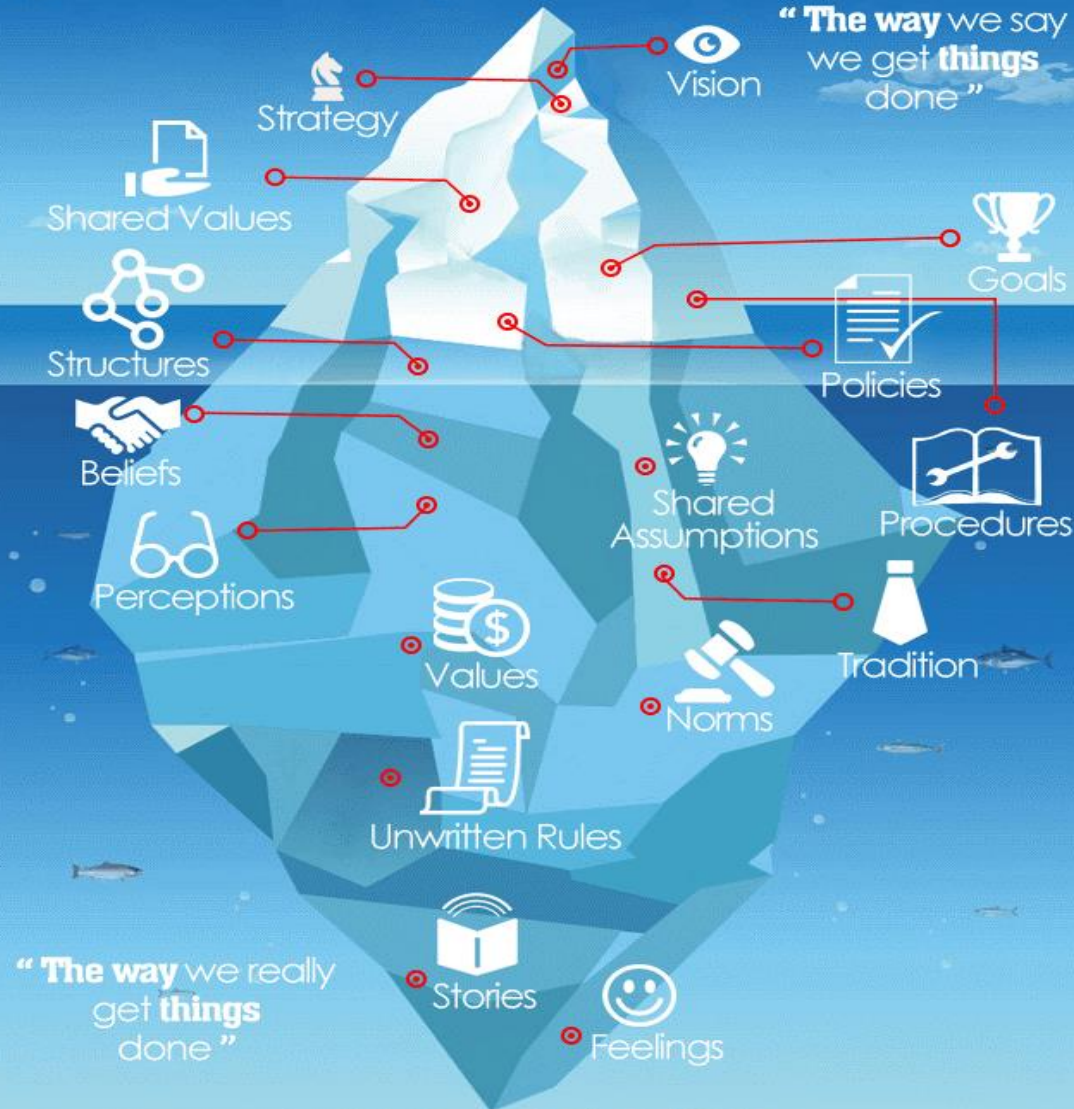 “ The way we say
we get things
done ”
Vision
Strategy
Shared Values
Goals
Structures
Policies
Beliefs
Shared
Assumptions
Procedures
Perceptions
Values
Tradition
Norms
Unwritten Rules
“ The way we really
get things
done ”
Stories
Feelings
$